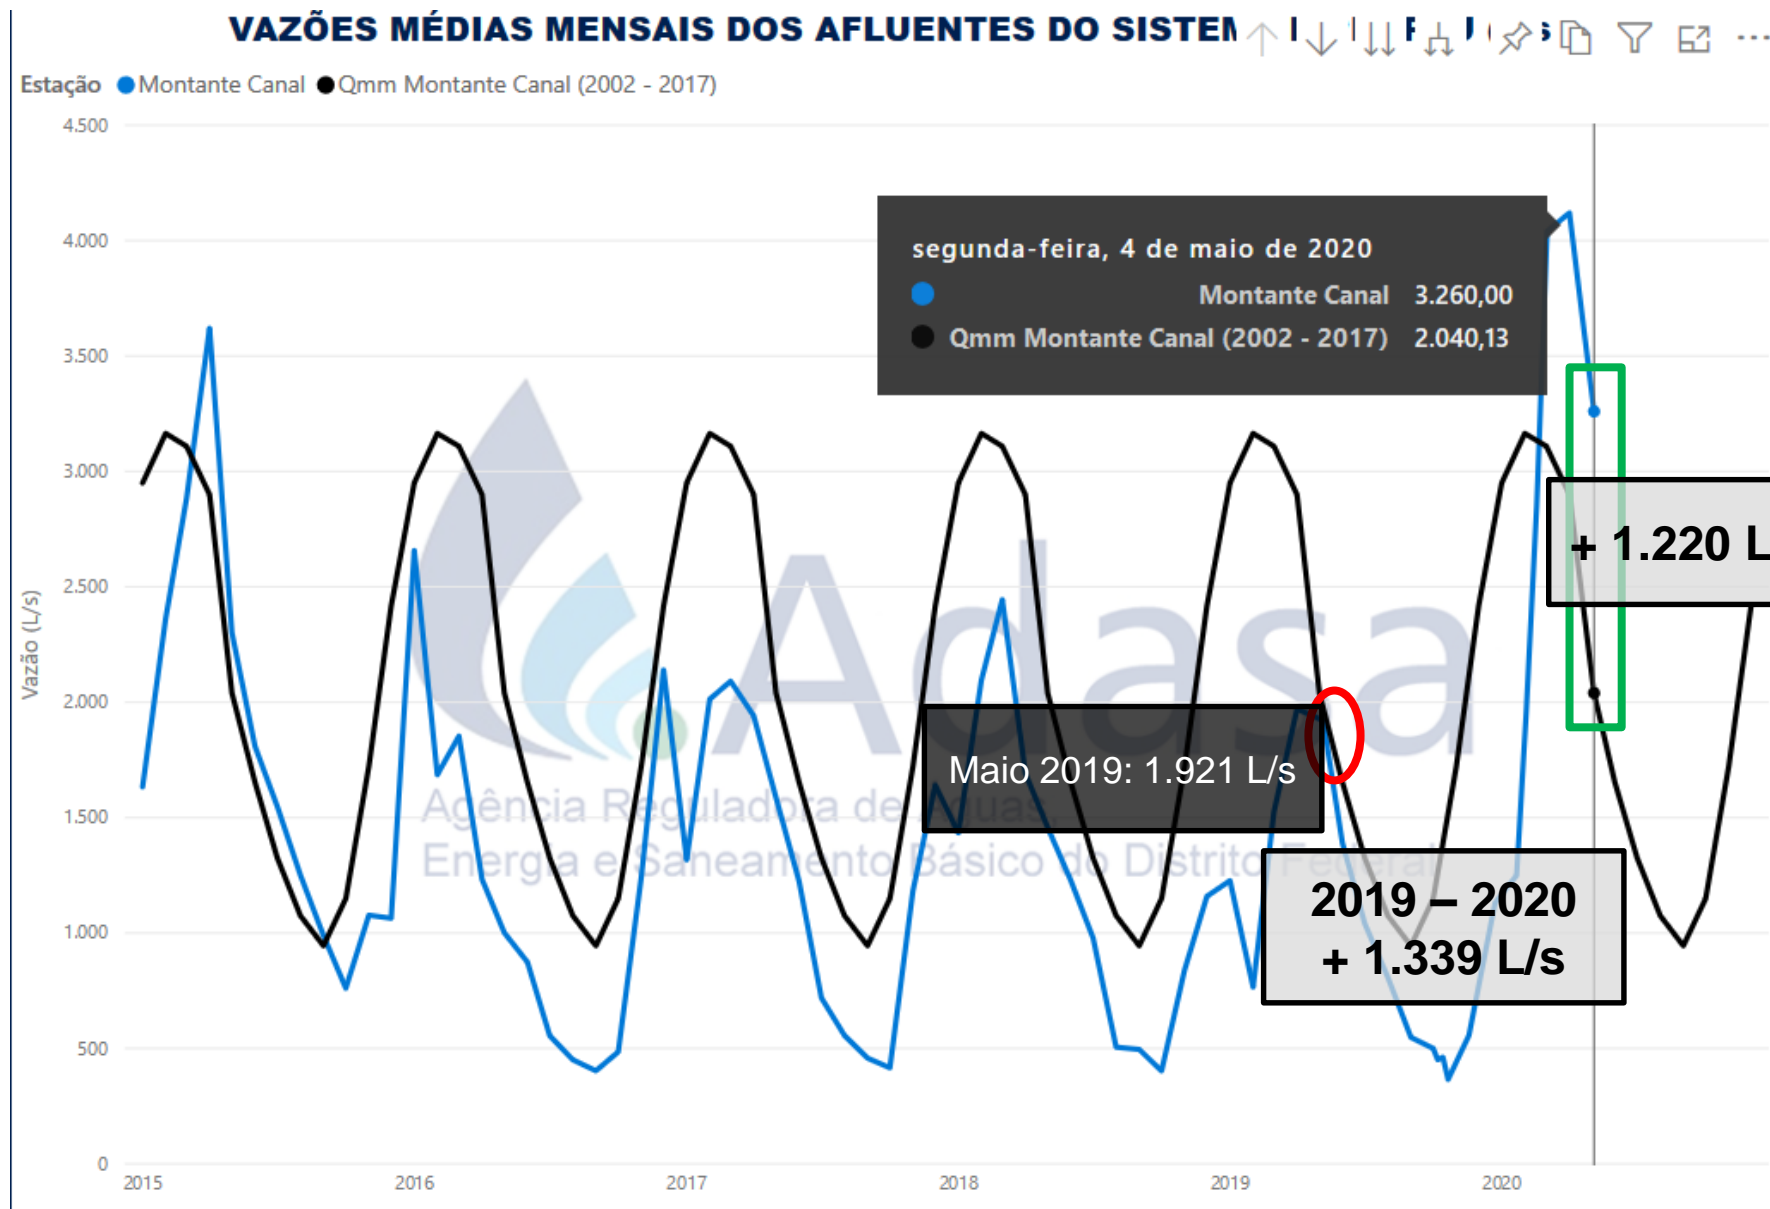 VAZÕES MÉDIAS MENSAIS DOS AFLUENTES DO
Estação Montante Canal Qmm Montante Canal (2002 - 2017)
4.500
4.000
3.500
3.000
2.500
2.000
1.500
1.000
500
0
Vazão (L/s)
segunda-feira, 4 de maio de 2020
Montante Canal 3.260,00
Qmm Montante Canal (2002 - 2017) 2.040,13
+ 1.220 L
Adasa
Maio 2019: 1.921 L/s
Agência Reguladora de Águas,
Energia e Saneamento Básico do Distrito Federal
2019 – 2020
+ 1.339 L/s
2015 2016 2017 2018 2019 2020